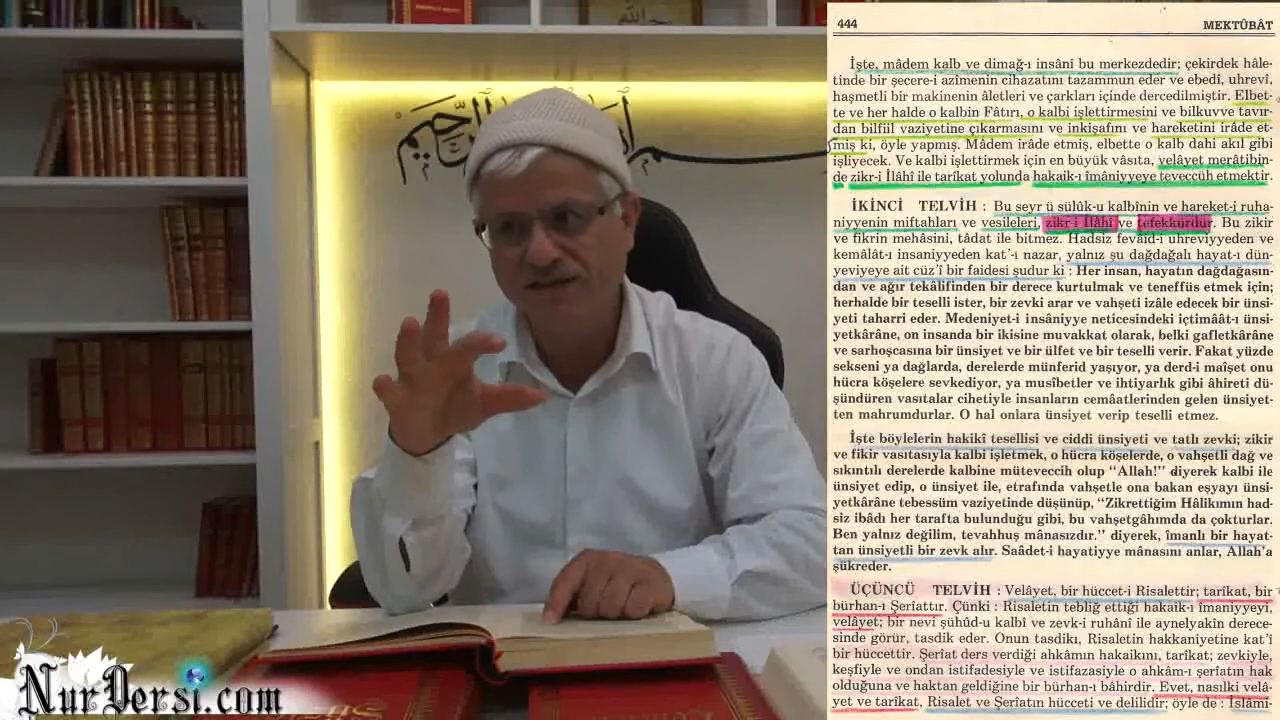 444 MEKTÛBÂT
İşte, mâdem kalb ve dimağ-ı insânî bu merkezdedir; çekirdek hâle-
tinde bir şecere-i azîmenin cihazatını tazammun eder ve ebedî, uhrevî,
haşmetli bir makinenin âletleri ve çarkları içinde dercedilmiştir. Elbet-
te ve her halde o kalbin Fâtırı, o kalbi işlettirmesini ve bilkuvve tavır-
dan bilfiil vaziyetine çıkarmasını ve inkişafını ve hareketini irâde et-
miş ki, öyle yapmış. Mâdem irâde etmiş, elbette o kalb dahi akıl gibi
işliyecek. Ve kalbi işlettirmek için en büyük vâsıta, velâyet merâtibin-
de zikr-i İlâhî ile tarîkat yolunda hakaik-ı îmâniyyeye teveccüh etmektir.
İKİNCİ TELVİH : Bu seyr ü sülûk-u kalbînin ve hareket-i ruha-
niyyenin miftahları ve vesileleri, zikr-i İlâhî ve tefekkürdür. Bu zikir
ve fikrin mehâsini, tâdat ile bitmez. Hadsiz fevâid-i uhreviyyeden ve
kemâlât-ı insaniyyeden kat'-ı nazar, yalnız şu dağdağalı hayat-ı dün-
yeviyeye ait cüz'î bir faidesi şudur ki : Her insan, hayatın dağdağasın-
dan ve ağır tekâlifinden bir derece kurtulmak ve teneffüs etmek için;
herhalde bir teselli ister, bir zevki arar ve vahşeti izâle edecek bir ünsi-
yeti taharri eder. Medeniyet-i insâniyye neticesindeki içtimâât-ı ünsi-
yetkârâne, on insanda bir ikisine muvakkat olarak, belki gafletkârâne
ve sarhoşcasına bir ünsiyet ve bir ülfet ve bir teselli verir. Fakat yüzde
sekseni ya dağlarda, derelerde münferid yaşıyor, ya derd-i maîşet onu
hücra köşelere sevkediyor, ya musîbetler ve ihtiyarlık gibi âhireti dü-
şündüren vasıtalar cihetiyle insanların cemâatlerinden gelen ünsiyet-
ten mahrumdurlar. O hal onlara ünsiyet verip teselli etmez.
İşte böylelerin hakikî tesellisi ve ciddi ünsiyeti ve tatlı zevki; zikir
ve fikir vasıtasıyla kalbi işletmek, o hücra köşelerde, o vahşetli dağ ve
sıkıntılı derelerde kalbine müteveccih olup "Allah!" diyerek kalbi ile
ünsiyet edip, o ünsiyet ile, etrafında vahşetle ona bakan eşyayı ünsi-
yetkârâne tebessüm vaziyetinde düşünüp, "Zikrettiğim Hâlikımın had-
siz ibâdı her tarafta bulunduğu gibi, bu vahşetgâhımda da çokturlar.
Ben yalnız değilim, tevahhuş mânasızdır." diyerek, îmanlı bir hayat-
tan ünsiyetli bir zevk alır. Saâdet-i hayatiyye mânasını anlar, Allah'a
şükreder.
ÜÇÜNCÜ TELVİH : Velâyet, bir hüccet-i Risalettir; tarîkat, bir
bürhan-ı Şerîattır. Çünki : Risaletin tebliğ ettiği hakaik-ı îmaniyyeyi,
velâyet; bir nevi şühûd-u kalbî ve zevk-i ruhânî ile aynelyakîn derece-
sinde görür, tasdik eder. Onun tasdikı, Risaletin hakkaniyetine kat'î
bir hüccettir. Şerîat ders verdiği ahkâmın hakaikını, tarîkat; zevkiyle,
keşfiyle ve ondan istifadesiyle ve istifazasiyle o ahkâm-ı şerîatın hak
olduğuna ve haktan geldiğine bir bürhan-ı bâhirdir. Evet, nasılki velâ-
yet ve tarîkat, Risalet ve Şerîatın hücceti ve delilidir; öyle de : İslâmi-
NurDersi.com